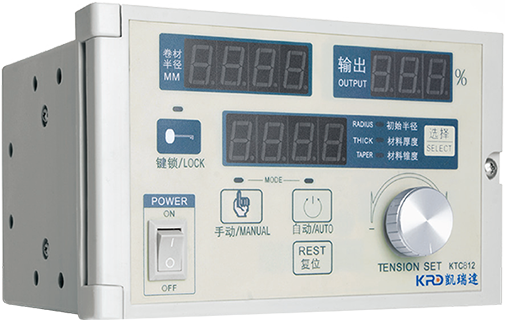 卷材
半径
MM
输出
OUTPUT
%
键锁/LOCK
RADIUS
初始半径
THICK
材料厚度
TAPER
材料锥度
选择
SELECT
MODE
手动/MANUAL
自动/AUTO
POWER
ON
OFF
REST
复位
TENSION SET KTC812
KRD 凱瑞達